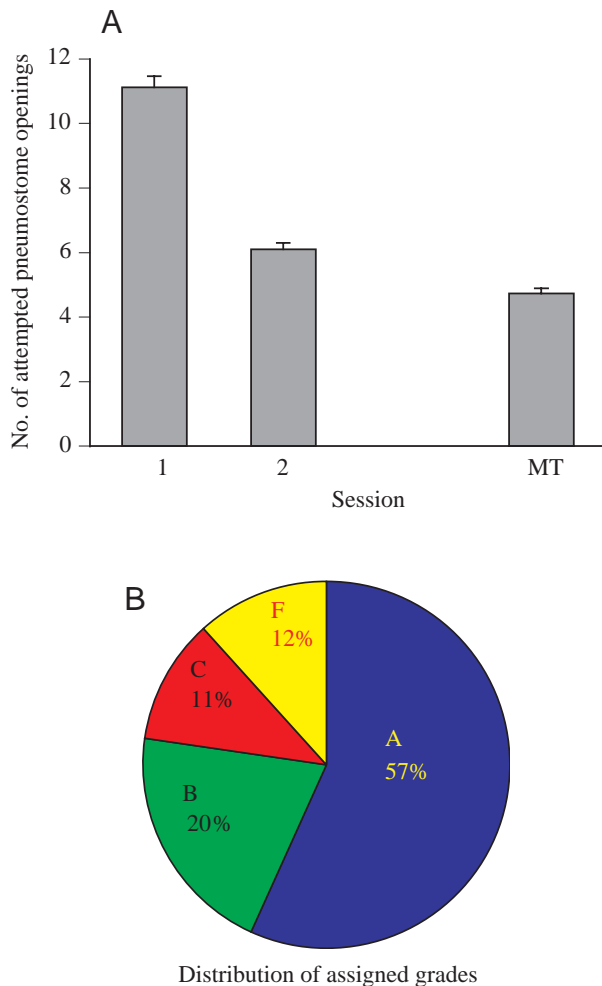 A
No. of attempted pneumostome openings
12
10
8
6
4
2
0
1 2 MT
Session
B
F
12%
C
11%
A
57%
B
20%
Distribution of assigned grades